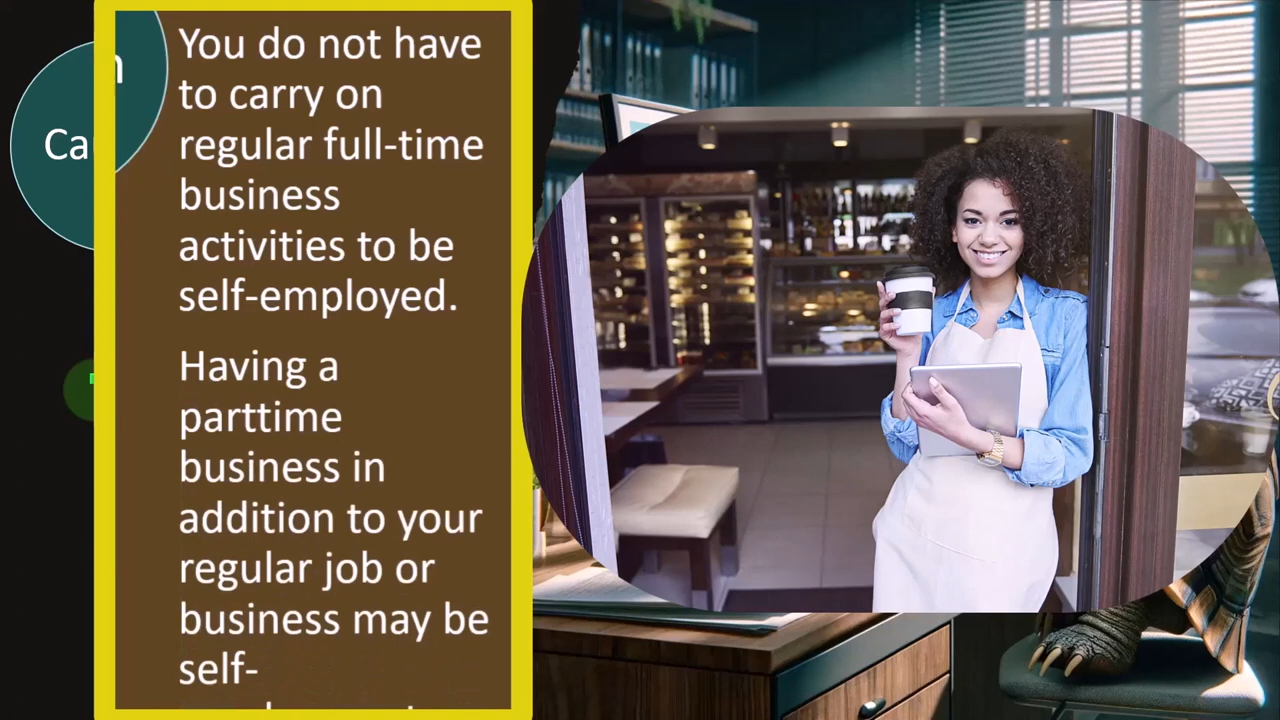 You do not have
to carry on
regular full-time
business
activities to be
self-employed.
Having a
parttime
business in
addition to your
regular job or
business may be
self-
Ca